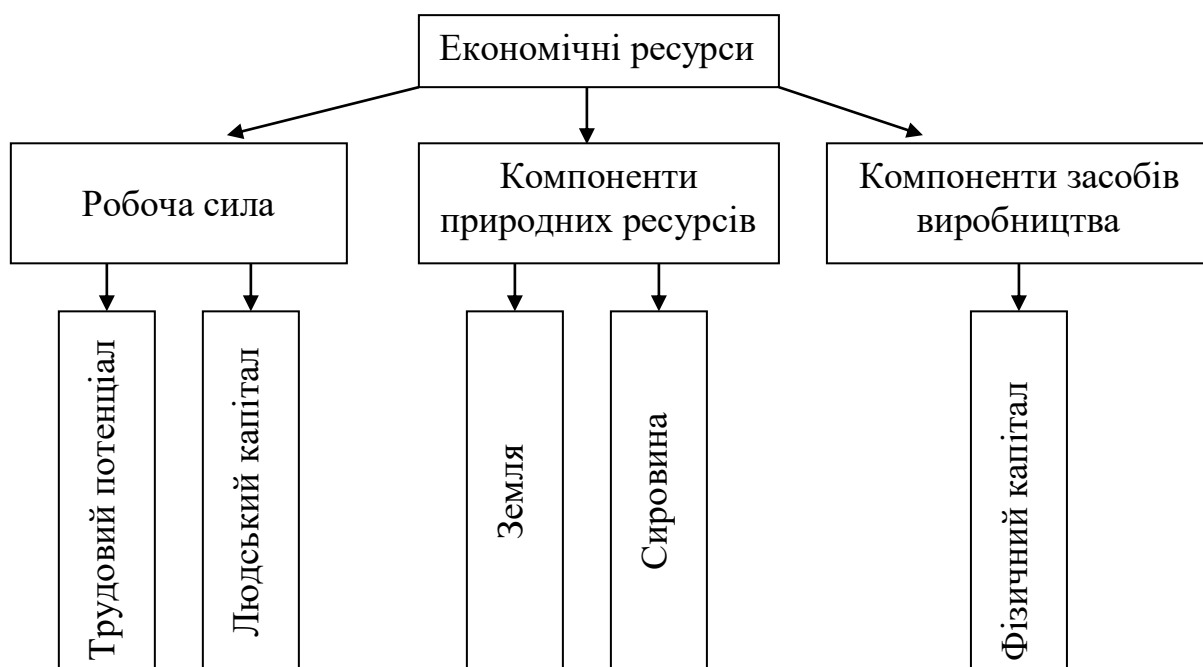 Економічні ресурси
Робоча сила
Компоненти
природних ресурсів
Компоненти засобів
виробництва
Трудовий потенціал
Людський капітал
Земля
Сировина
Фізичний капітал